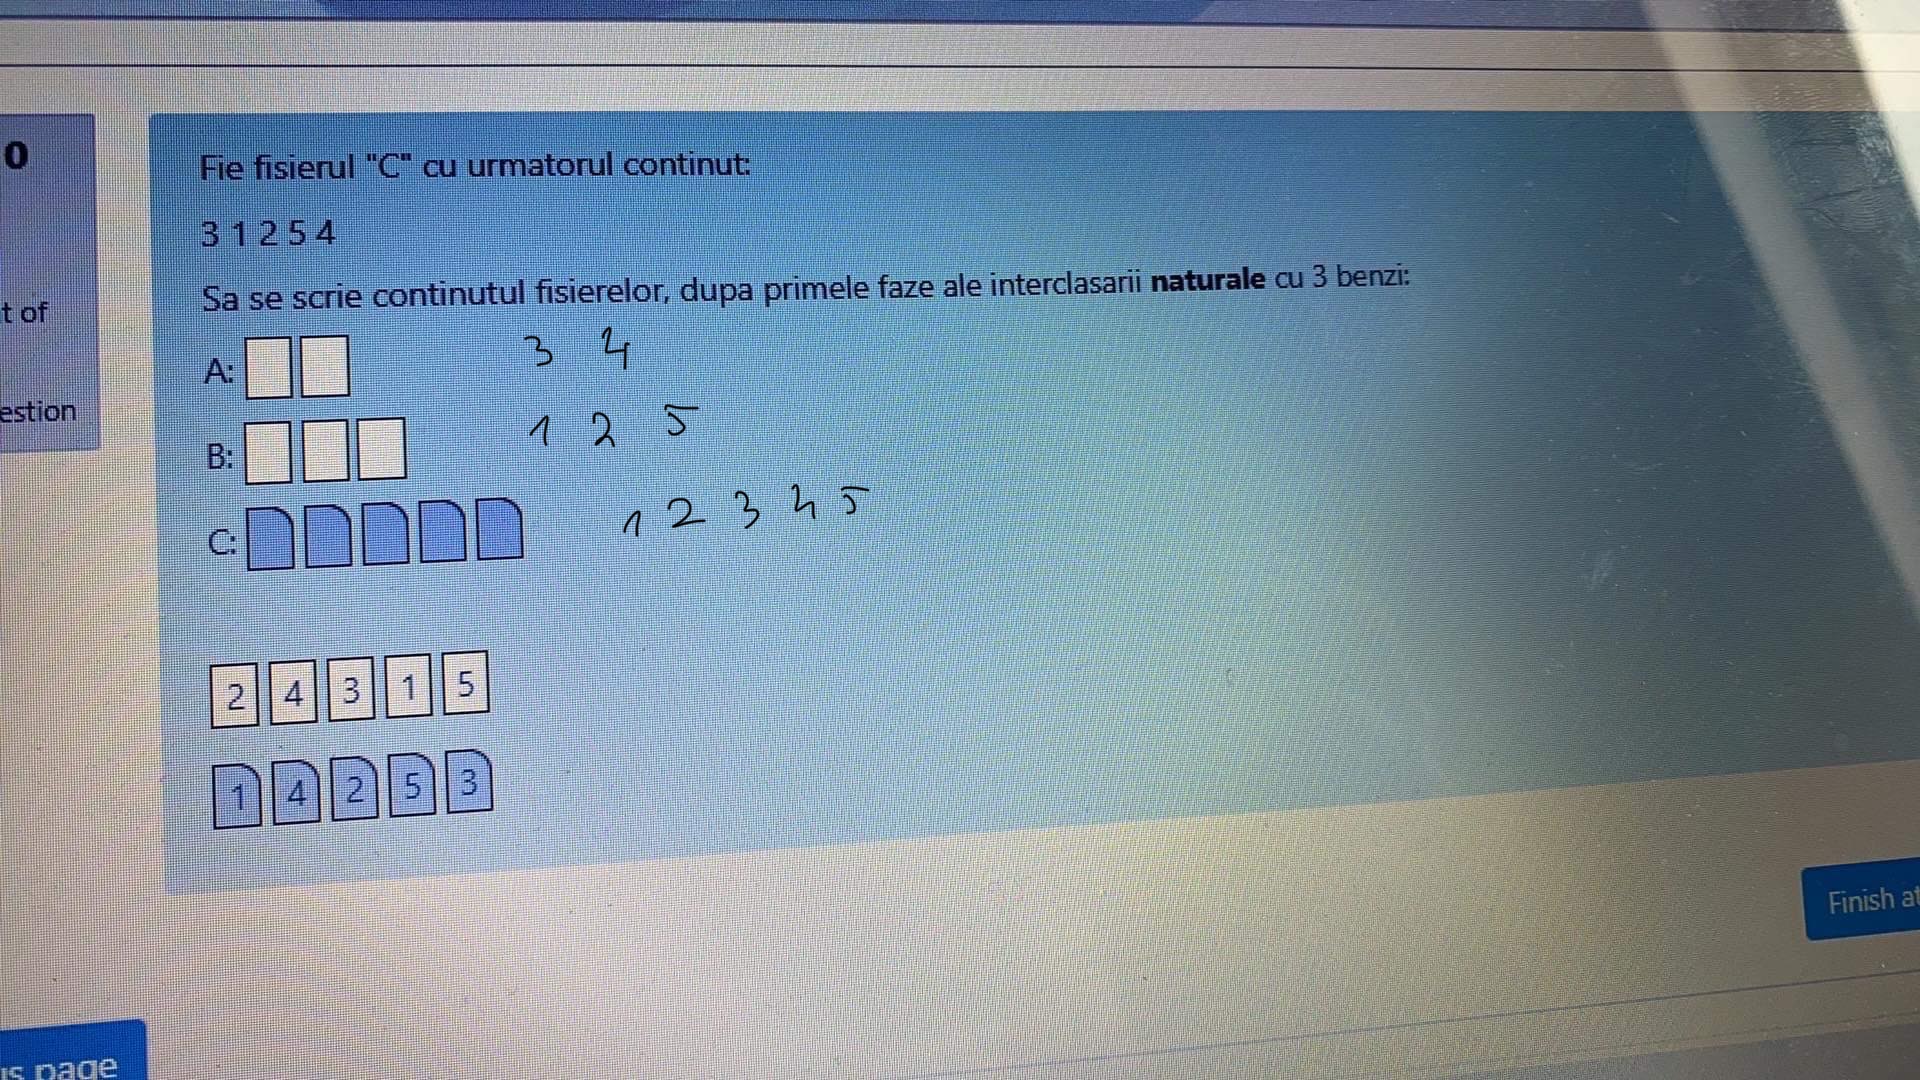 0
t of
estion
Fie fisierul "C" cu urmatorul continut:
3 1 2 5 4
Sa se scrie continutul fisierelor, dupa primele faze ale interclasarii naturale cu 3 benzi:
A: 3 4
B: 1 2 5
C: 1 2 3 4 5
2 4 3 1 5
1 4 2 5 3
Finish at
is page